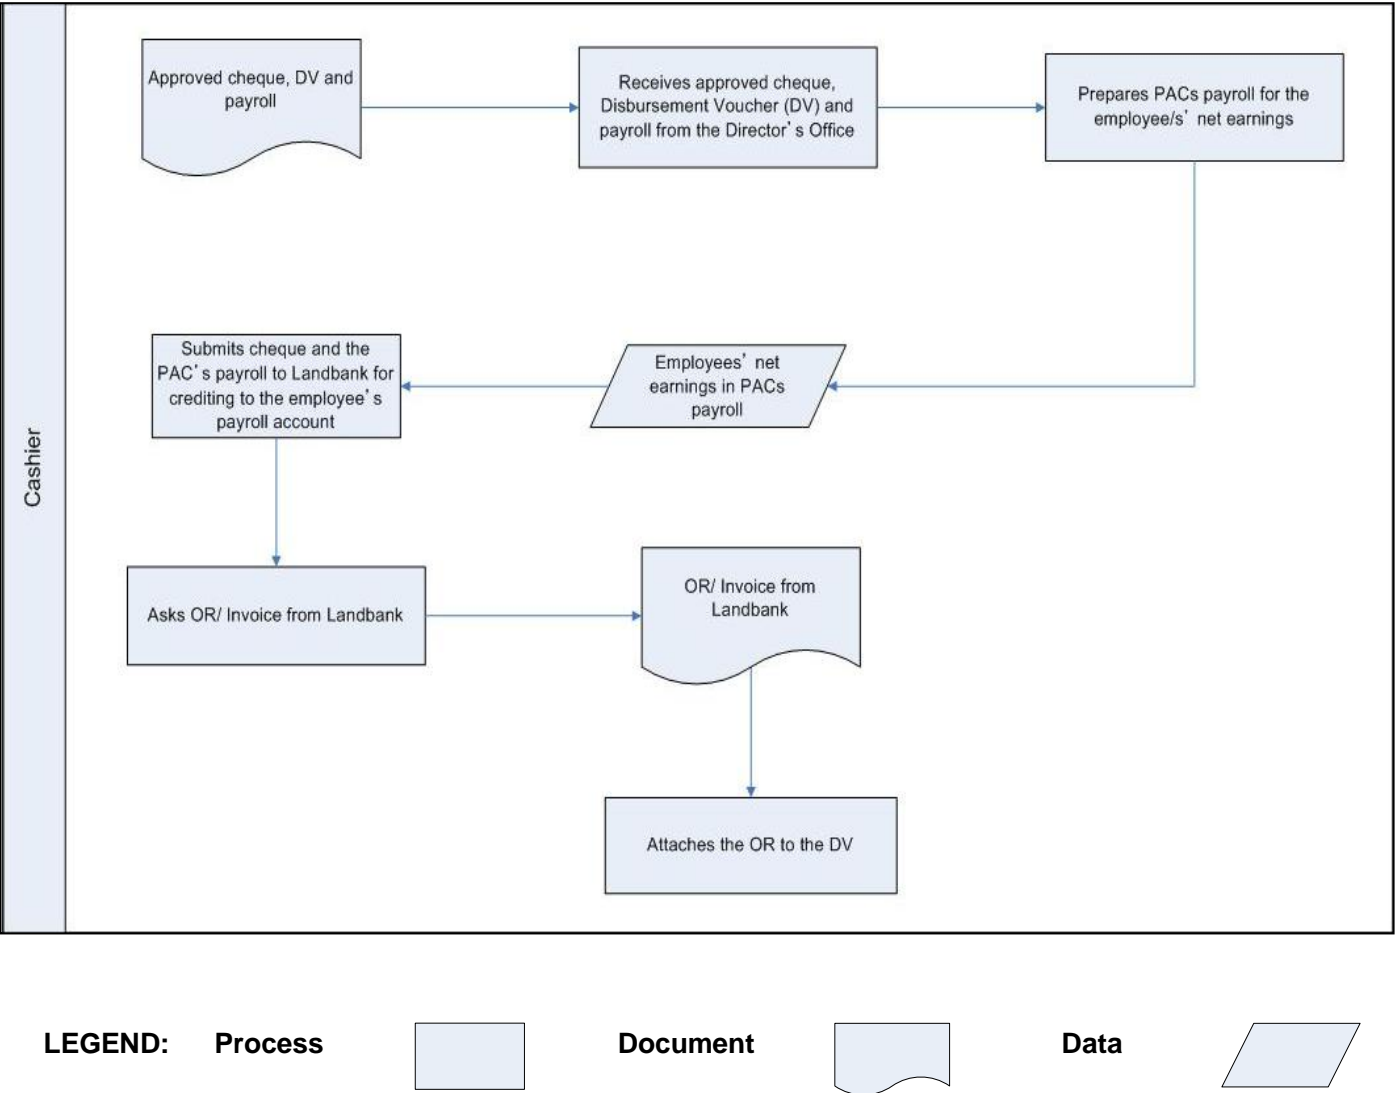 Cashier
Approved cheque, DV and
payroll
Receives approved cheque,
Disbursement Voucher (DV) and
payroll from the Director’s Office
Prepares PACs payroll for the
employee/s’ net earnings
Employees’ net
earnings in PACs
payroll
Submits cheque and the
PAC’s payroll to Landbank for
crediting to the employee’s
payroll account
Asks OR/ Invoice from Landbank
OR/ Invoice from
Landbank
Attaches the OR to the DV
LEGEND: Process Document Data